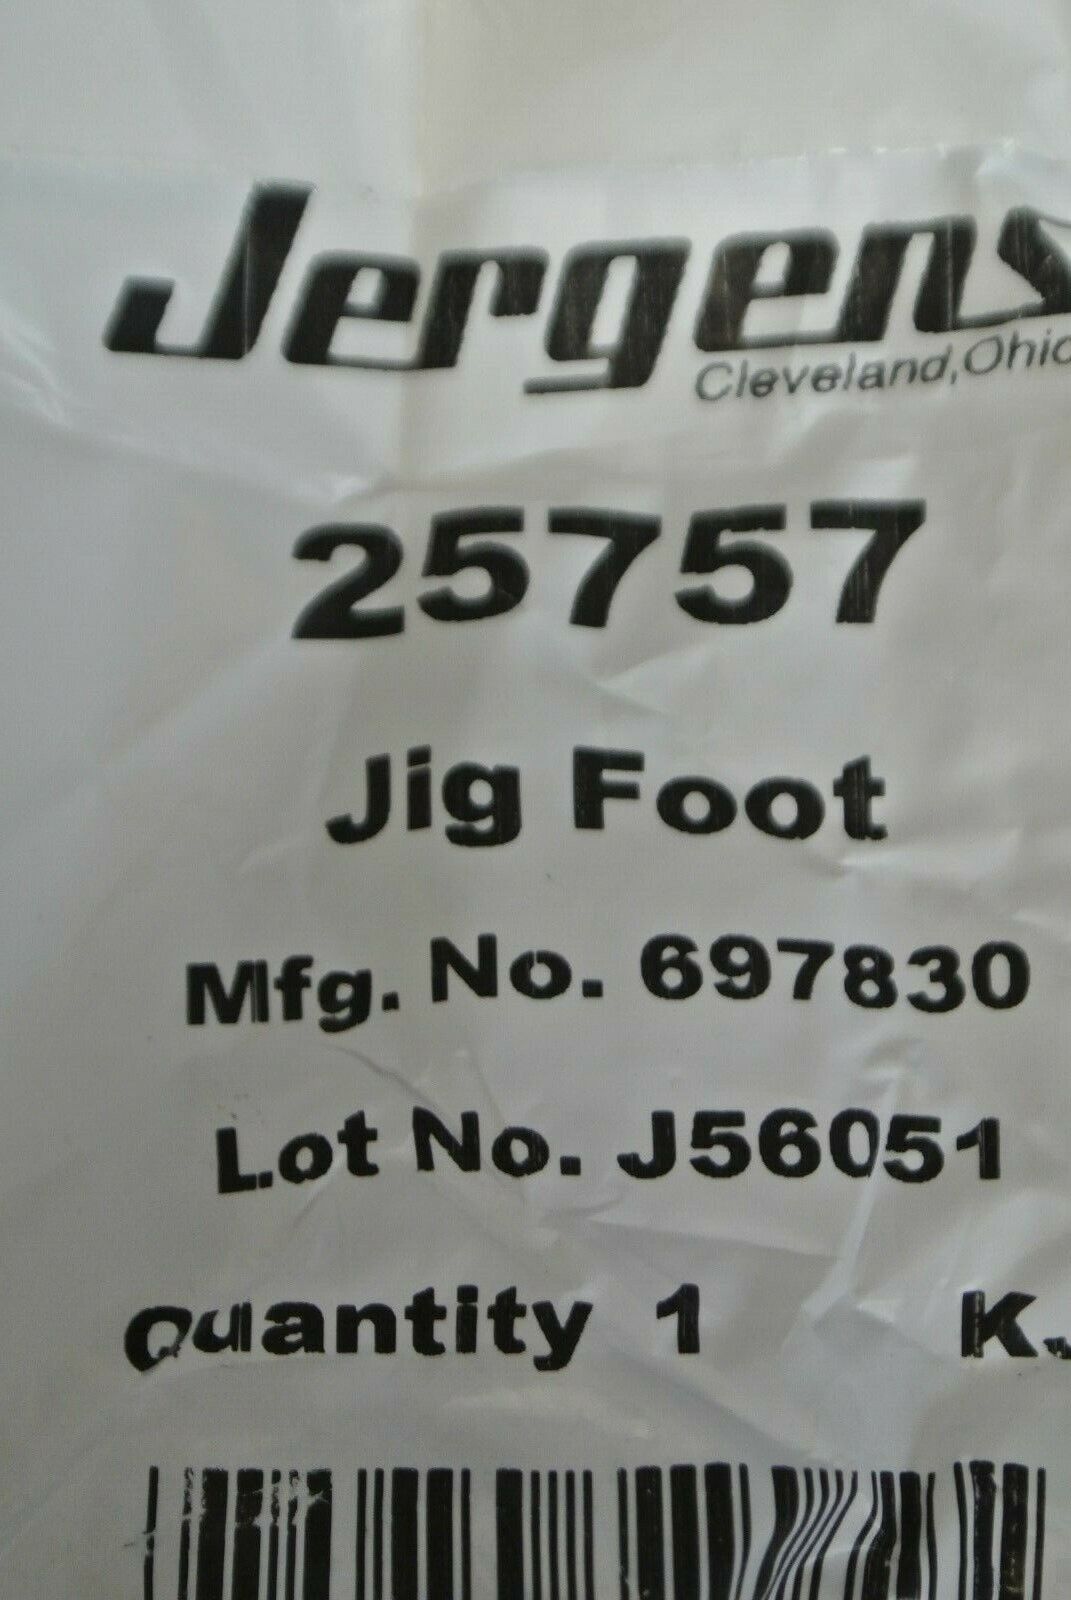 Jergens
Cleveland, Ohio
25757
Jig Foot
Mfg. No. 697830
Lot No. J56051
Quantity 1 K.